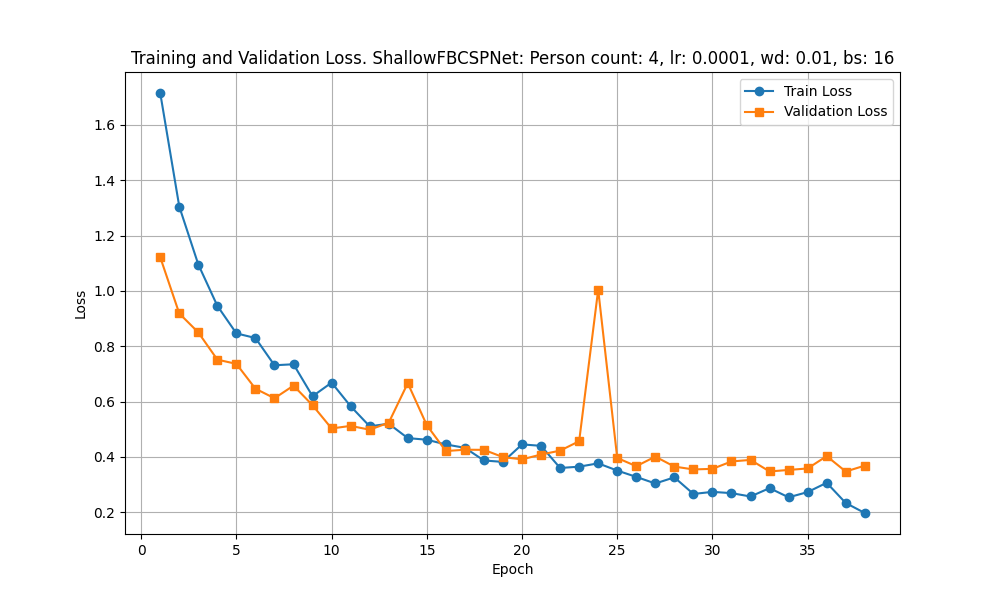 Training and Validation Loss. ShallowFBCSPNet: Person count: 4, lr: 0.0001, wd: 0.01, bs: 16
Train Loss
Validation Loss
1.6
1.4
1.2
1.0
0.8
0.6
0.4
0.2
Loss
0 5 10 15 20 25 30 35
Epoch